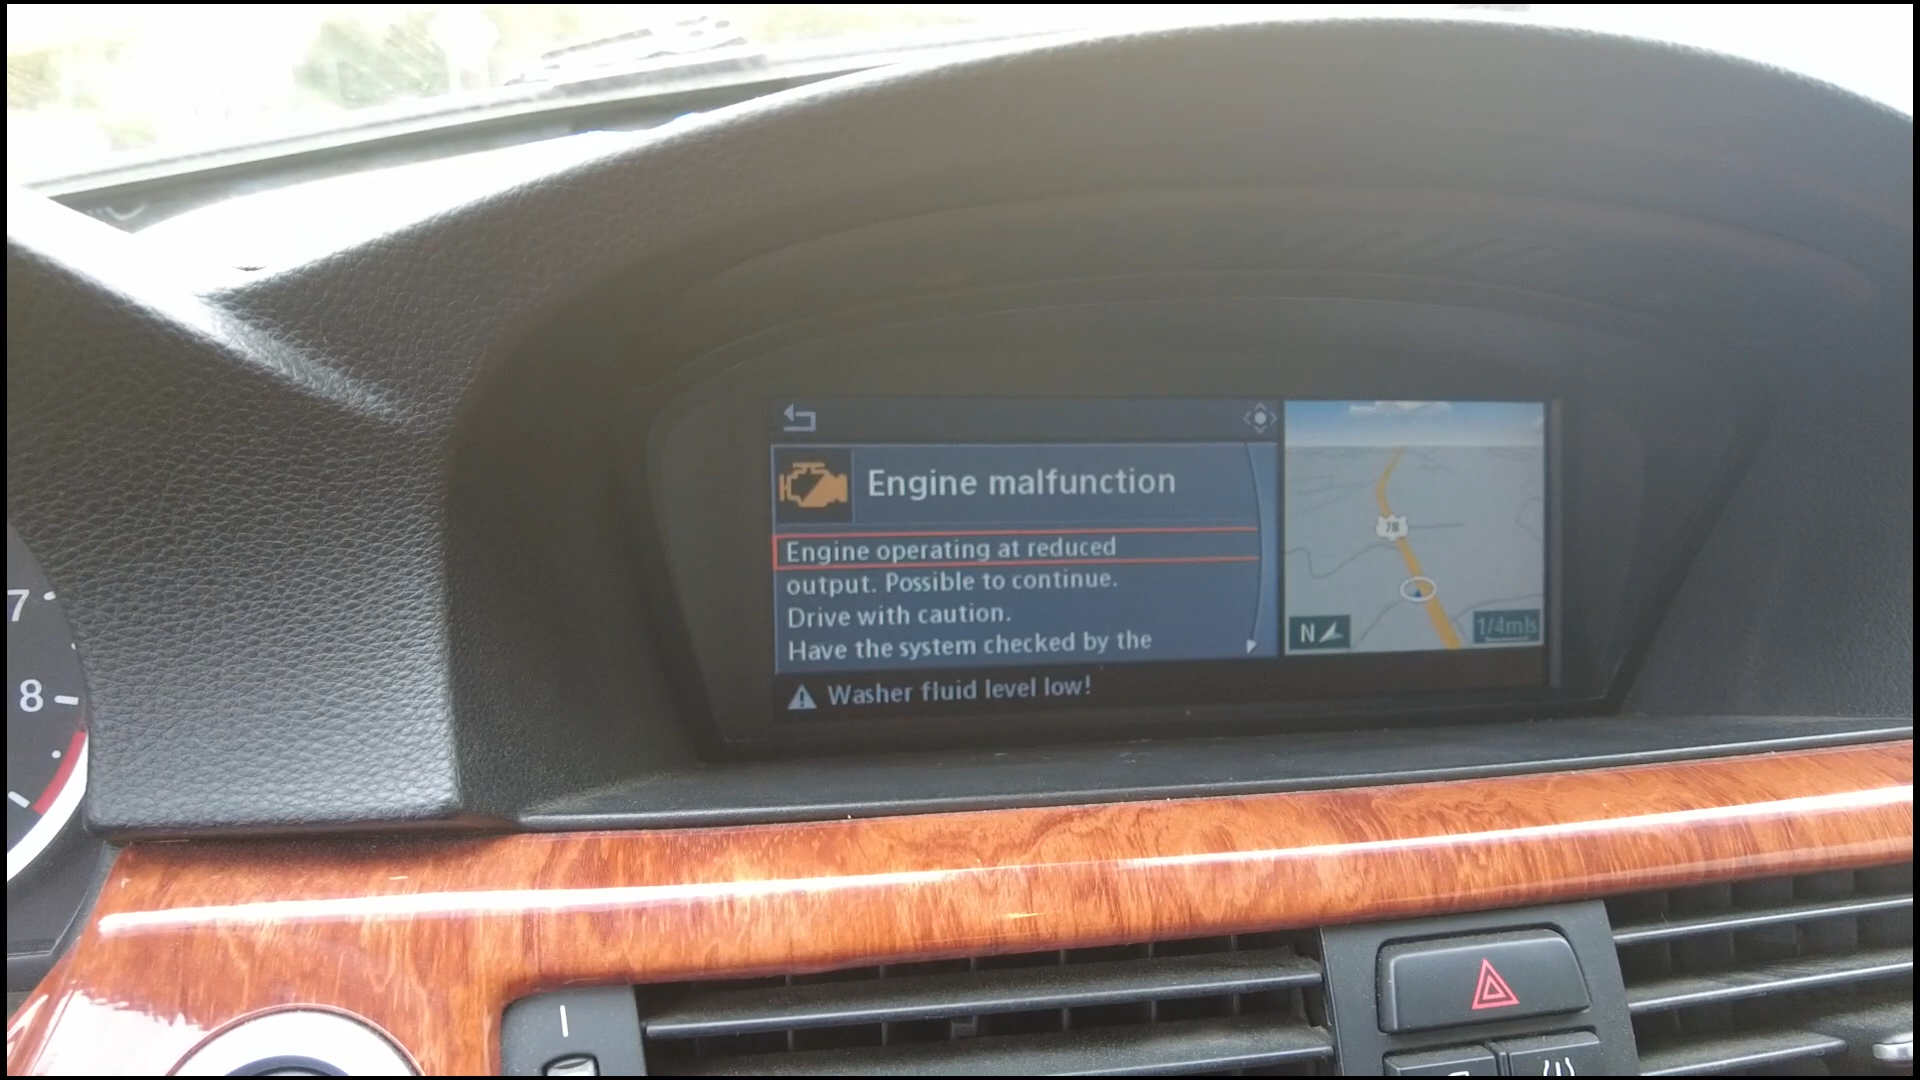 Engine malfunction
Engine operating at reduced
output. Possible to continue.
Drive with caution.
Have the system checked by the
Washer fluid level low!
78
N
1/4mls
7
8